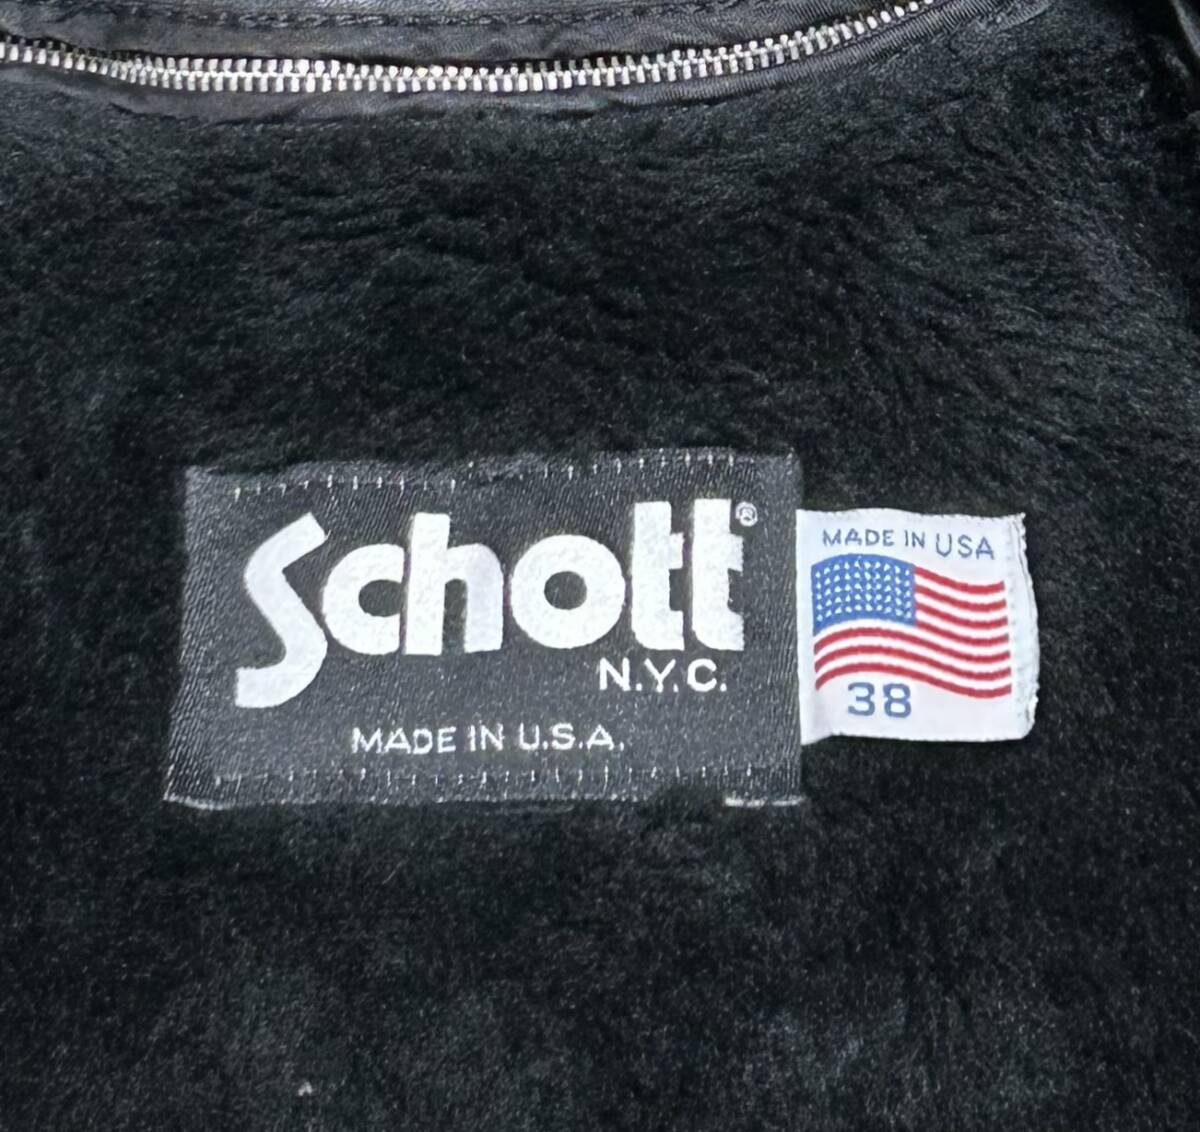 Schott®
N.Y.C.
MADE IN U.S.A.
MADE IN USA
38